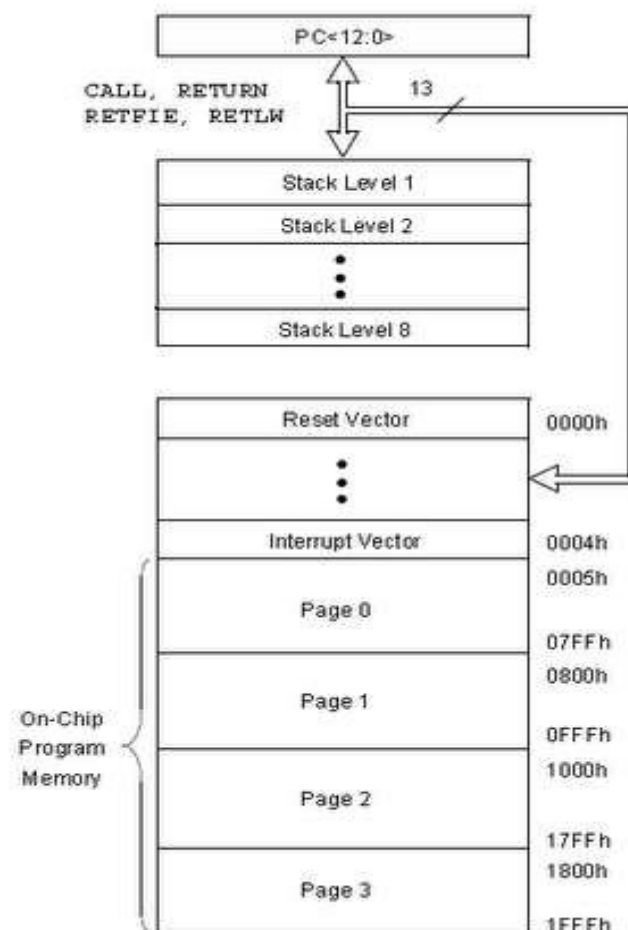 PC<12:0>
CALL, RETURN
RETFIE, RETLW
13
Stack Level 1
Stack Level 2
Stack Level 8
Reset Vector
0000h
Interrupt Vector
0004h
0005h
Page 0
07FFh
0800h
Page 1
On-Chip
Program
Memory
0FFFh
1000h
Page 2
17FFh
1800h
Page 3
1FFFh